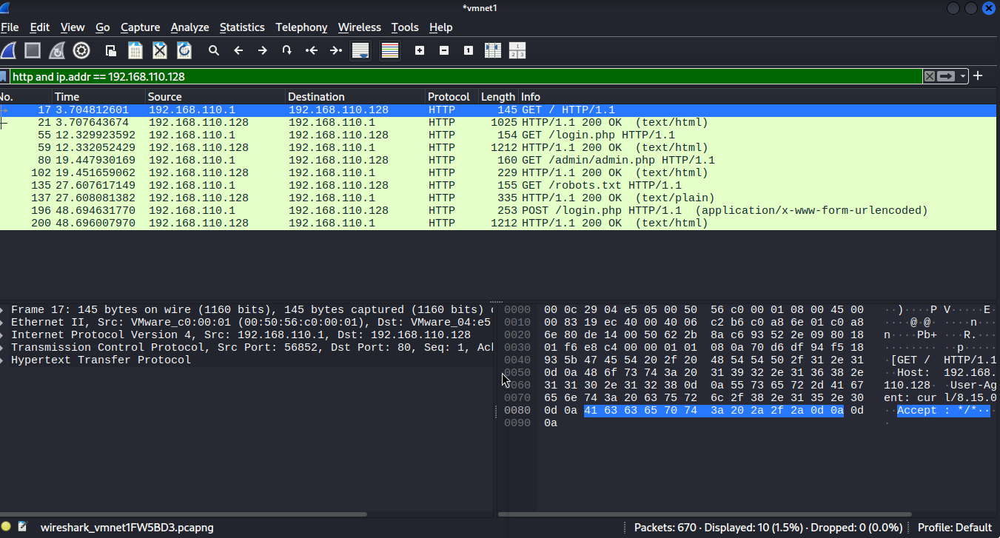 *vmnet1
File Edit View Go Capture Analyze Statistics Telephony Wireless Tools Help
http and ip.addr == 192.168.110.128
No. Time Source Destination Protocol Length Info
17 3.704812601 192.168.110.1 192.168.110.128 HTTP 145 GET / HTTP/1.1
21 3.707643674 192.168.110.128 192.168.110.1 HTTP 1025 HTTP/1.1 200 OK (text/html)
55 12.329923592 192.168.110.1 192.168.110.128 HTTP 154 GET /login.php HTTP/1.1
59 12.332052429 192.168.110.128 192.168.110.1 HTTP 1212 HTTP/1.1 200 OK (text/html)
80 19.447930169 192.168.110.1 192.168.110.128 HTTP 160 GET /admin/admin.php HTTP/1.1
102 19.451659062 192.168.110.128 192.168.110.1 HTTP 229 HTTP/1.1 200 OK (text/html)
135 27.607617149 192.168.110.1 192.168.110.128 HTTP 155 GET /robots.txt HTTP/1.1
137 27.608081382 192.168.110.128 192.168.110.1 HTTP 335 HTTP/1.1 200 OK (text/plain)
196 48.694631770 192.168.110.1 192.168.110.128 HTTP 253 POST /login.php HTTP/1.1 (application/x-www-form-urlencoded)
200 48.696007970 192.168.110.128 192.168.110.1 HTTP 1212 HTTP/1.1 200 OK (text/html)
Frame 17: 145 bytes on wire (1160 bits), 145 bytes captured (1160 bits)
Ethernet II, Src: VMware_c0:00:01 (00:50:56:c0:00:01), Dst: VMware_04:e5
Internet Protocol Version 4, Src: 192.168.110.1, Dst: 192.168.110.128
Transmission Control Protocol, Src Port: 56852, Dst Port: 80, Seq: 1, Ack
Hypertext Transfer Protocol
0000 00 0c 29 04 e5 05 00 50 56 c0 00 01 08 00 45 00 ··)····P V·····E·
0010 00 83 19 ec 40 00 40 06 c2 b6 c0 a8 6e 01 c0 a8 ····@·@· ····n···
0020 6e 80 de 14 00 50 62 2b 8a c6 93 52 2e 09 80 18 n····Pb+ ···R.···
0030 01 f6 e8 c4 00 00 01 01 08 0a 70 d6 df 94 f5 18 ········ ··p·····
0040 93 5b 47 45 54 20 2f 20 48 54 54 50 2f 31 2e 31 ·[GET / HTTP/1.1
0050 0d 0a 48 6f 73 74 3a 20 31 39 32 2e 31 36 38 2e ··Host: 192.168.
0060 31 31 30 2e 31 32 38 0d 0a 55 73 65 72 2d 41 67 110.128· ·User-Ag
0070 65 6e 74 3a 20 63 75 72 6c 2f 38 2e 31 35 2e 30 ent: cur l/8.15.0
0080 0d 0a 41 63 63 65 70 74 3a 20 2a 2f 2a 0d 0a 0d ··Accept : */*···
0090 0a ·
wireshark_vmnet1FW5BD3.pcapng Packets: 670 · Displayed: 10 (1.5%) · Dropped: 0 (0.0%) Profile: Default